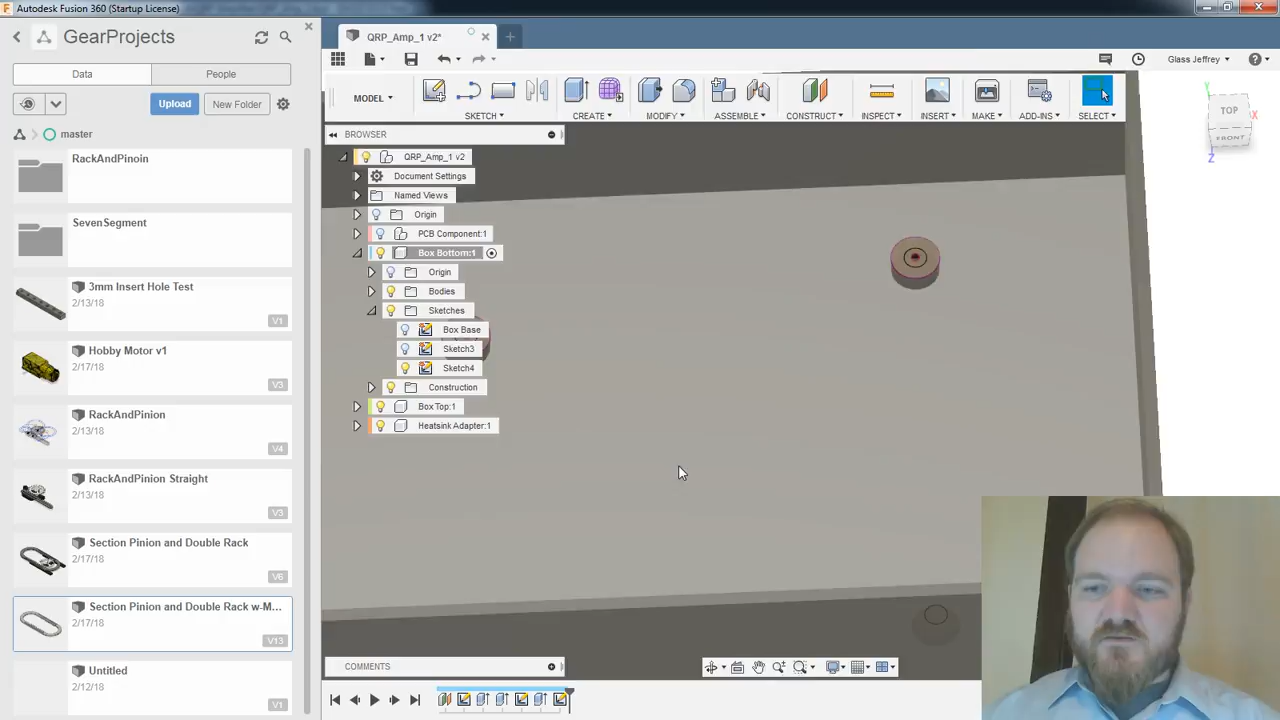 Autodesk Fusion 360 (Startup License)
GearProjects
QRP_Amp_1 v2*
Data
People
Glass Jeffrey
Upload
New Folder
MODEL
SKETCH
CREATE
MODIFY
ASSEMBLE
CONSTRUCT
INSPECT
INSERT
MAKE
ADD-INS
SELECT
Y
TOP
X
FRONT
Z
master
BROWSER
RackAndPinoin
QRP_Amp_1 v2
Document Settings
Named Views
Origin
SevenSegment
PCB Component:1
Box Bottom:1
Origin
3mm Insert Hole Test
2/13/18
V1
Bodies
Sketches
Box Base
Hobby Motor v1
2/17/18
V3
Sketch3
Sketch4
Construction
RackAndPinion
2/13/18
V4
Box Top:1
Heatsink Adapter:1
RackAndPinion Straight
2/13/18
V3
Section Pinion and Double Rack
2/17/18
V6
Section Pinion and Double Rack w-M...
2/17/18
V13
Untitled
2/12/18
V1
COMMENTS